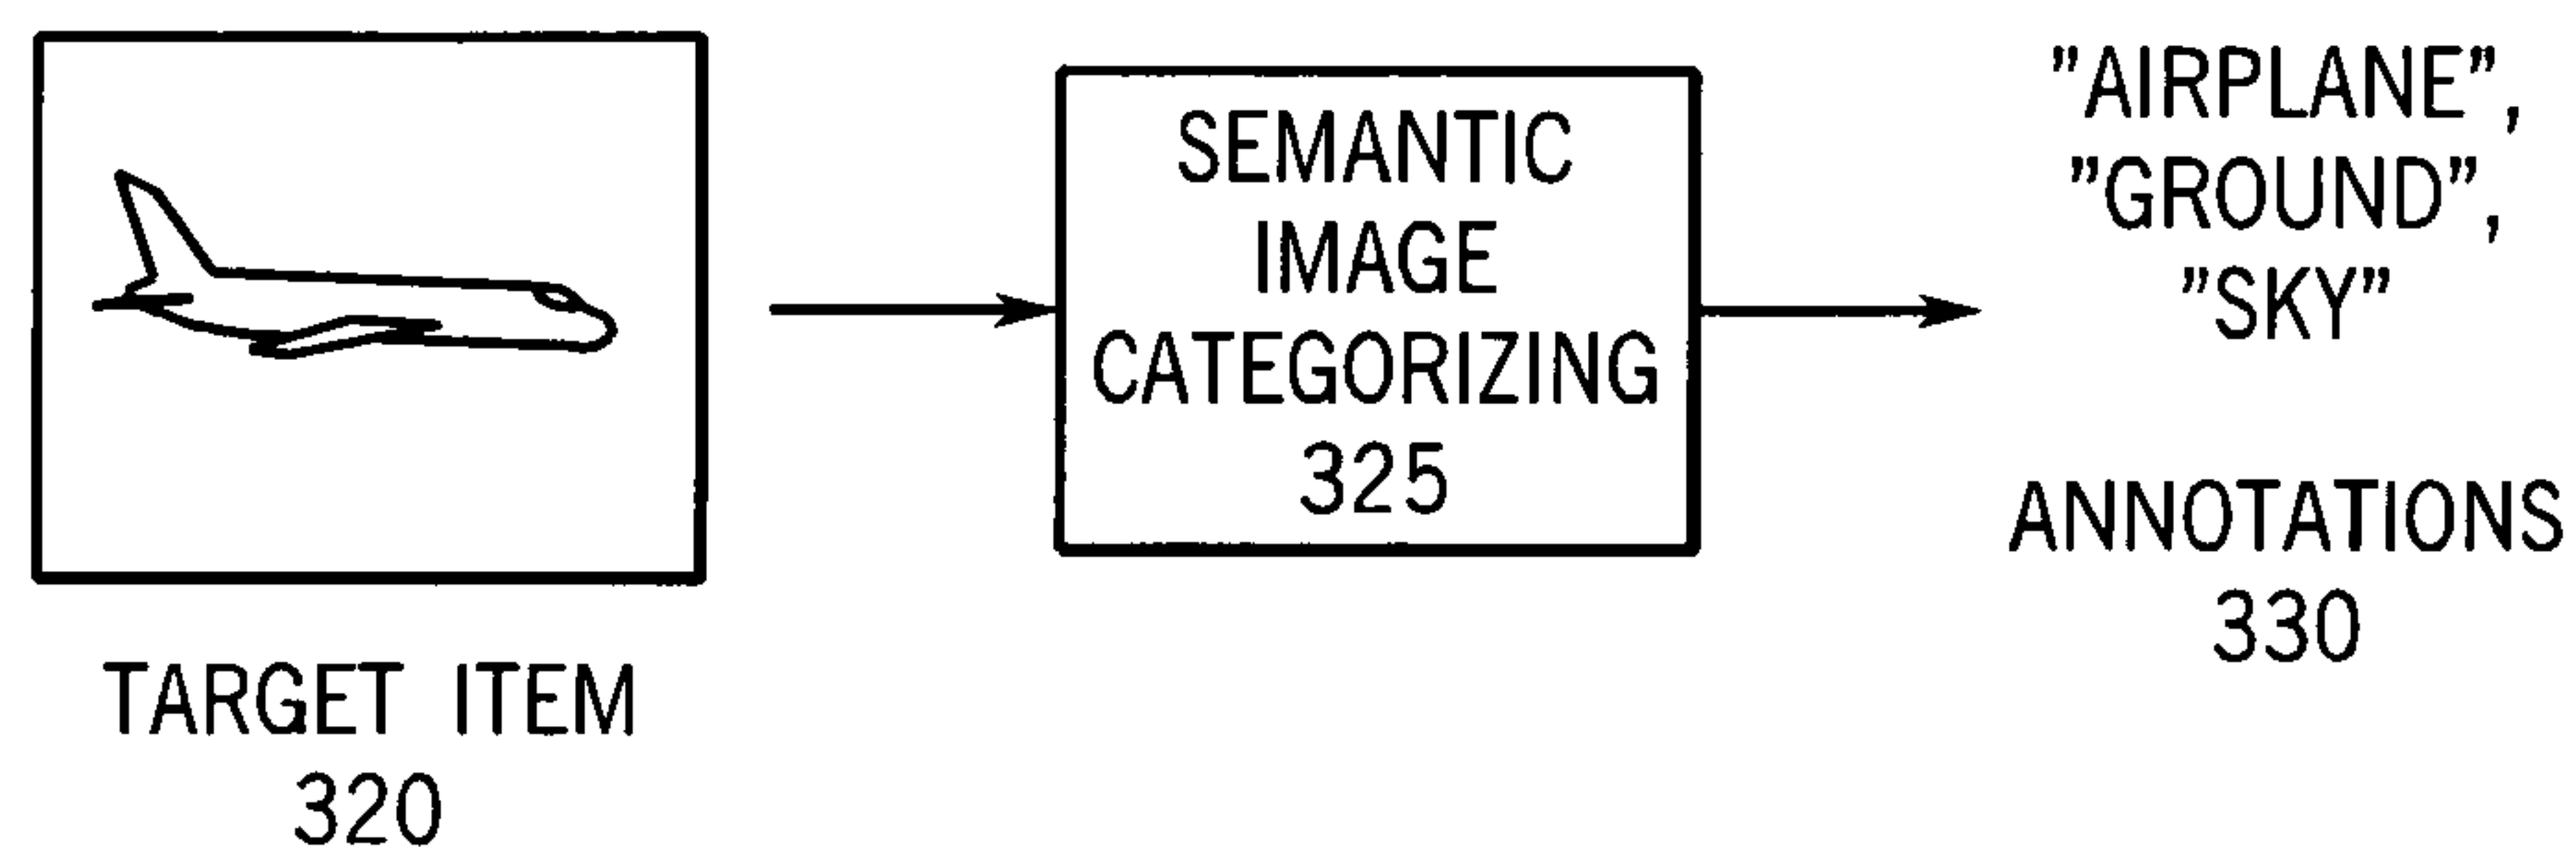 TARGET ITEM
320
SEMANTIC
IMAGE
CATEGORIZING
325
"AIRPLANE",
"GROUND",
"SKY"
ANNOTATIONS
330